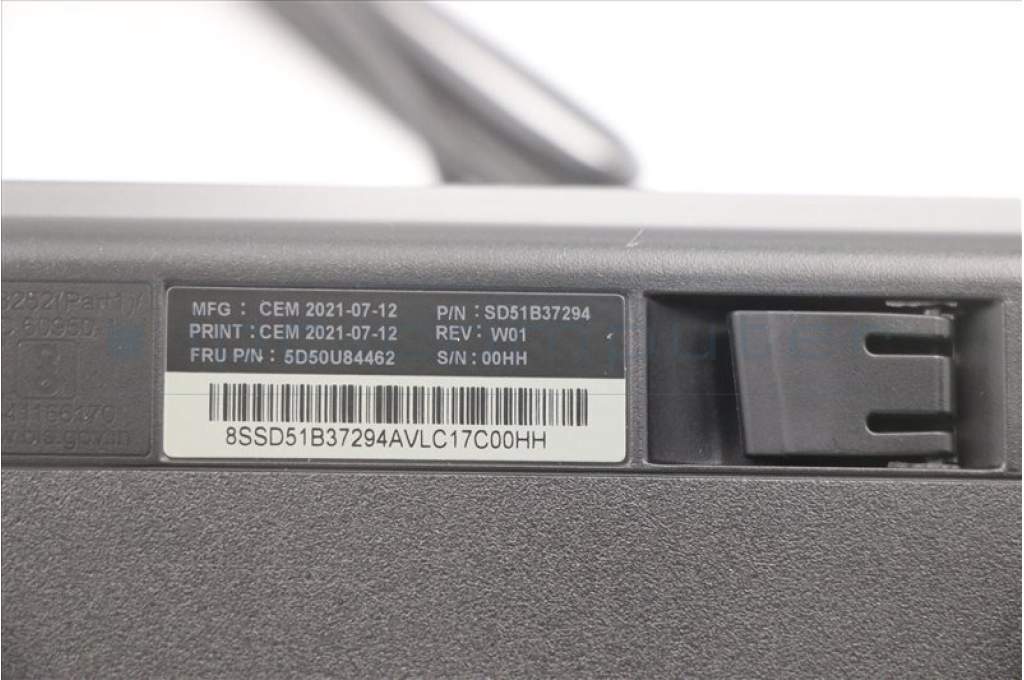 MFG : CEM 2021-07-12 P/N : SD51B37294
PRINT : CEM 2021-07-12 REV : W01
FRU P/N : 5D50U84462 S/N : 00HH
8SSD51B37294AVLC17C00HH